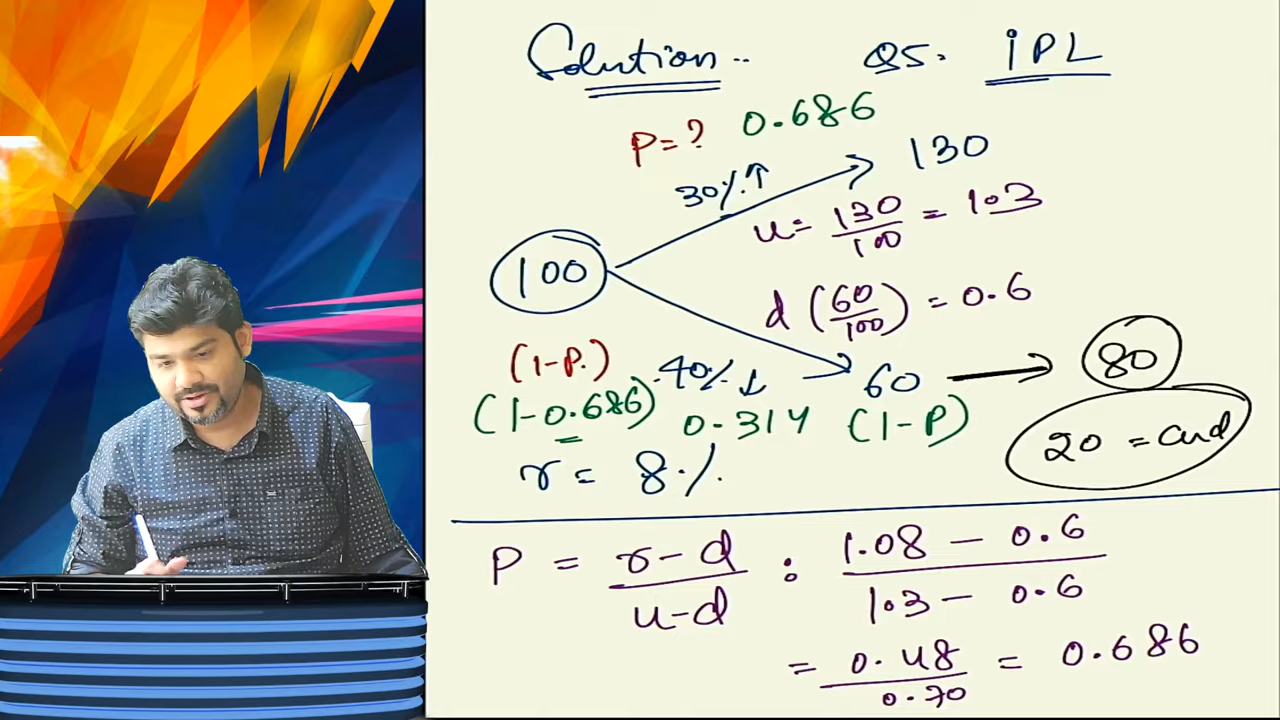 Solution.. Q5. IPL
P=? 0.686
30% ↑ 130
u = 130/100 = 1.3
100
d (60/100) = 0.6
(1-P.) 40% ↓ 60 → 80
(1-0.686) 0.314 (1-P) 20 = and
r = 8%
P = r-d / u-d : 1.08 - 0.6 / 1.3 - 0.6
= 0.48 / 0.70 = 0.686